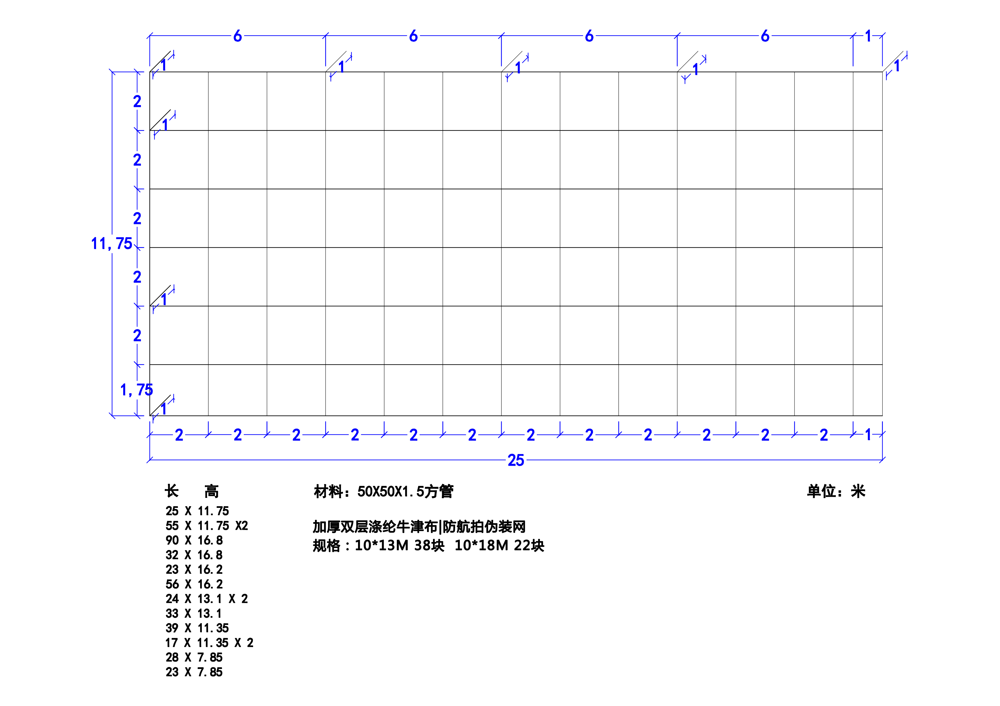 6 6 6 6 1
1 1 1 1 1
2
1
2
2
11,75
2
1
2
1,75
1
2 2 2 2 2 2 2 2 2 2 2 2 1
25
长 高 材料：50X50X1.5方管 单位：米
25 X 11.75
55 X 11.75 X2
加厚双层涤纶牛津布|防航拍伪装网
90 X 16.8
规格：10*13M 38块 10*18M 22块
32 X 16.8
23 X 16.2
56 X 16.2
24 X 13.1 X 2
33 X 13.1
39 X 11.35
17 X 11.35 X 2
28 X 7.85
23 X 7.85